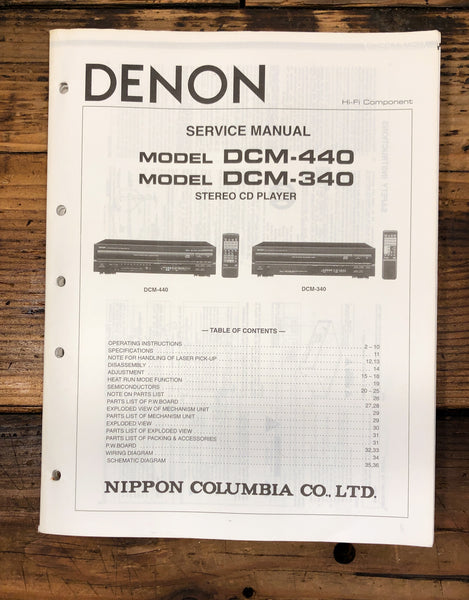 DENON
Hi-Fi Component
SERVICE MANUAL
MODEL DCM-440
MODEL DCM-340
STEREO CD PLAYER
DCM-440
DCM-340
— TABLE OF CONTENTS —
OPERATING INSTRUCTIONS 2 ~ 10
SPECIFICATIONS 11
NOTE FOR HANDLING OF LASER PICK-UP 12,13
DISASSEMBLY 14
ADJUSTMENT 15 ~ 18
HEAT RUN MODE FUNCTION 19
SEMICONDUCTORS 20 ~ 25
NOTE ON PARTS LIST 26
PARTS LIST OF P.W.BOARD 27,28
EXPLODED VIEW OF MECHANISM UNIT 29
PARTS LIST OF MECHANISM UNIT 29
EXPLODED VIEW 30
PARTS LIST OF EXPLODED VIEW 31
PARTS LIST OF PACKING & ACCESSORIES 31
P.W.BOARD 32,33
WIRING DIAGRAM 34
SCHEMATIC DIAGRAM 35,36
NIPPON COLUMBIA CO., LTD.